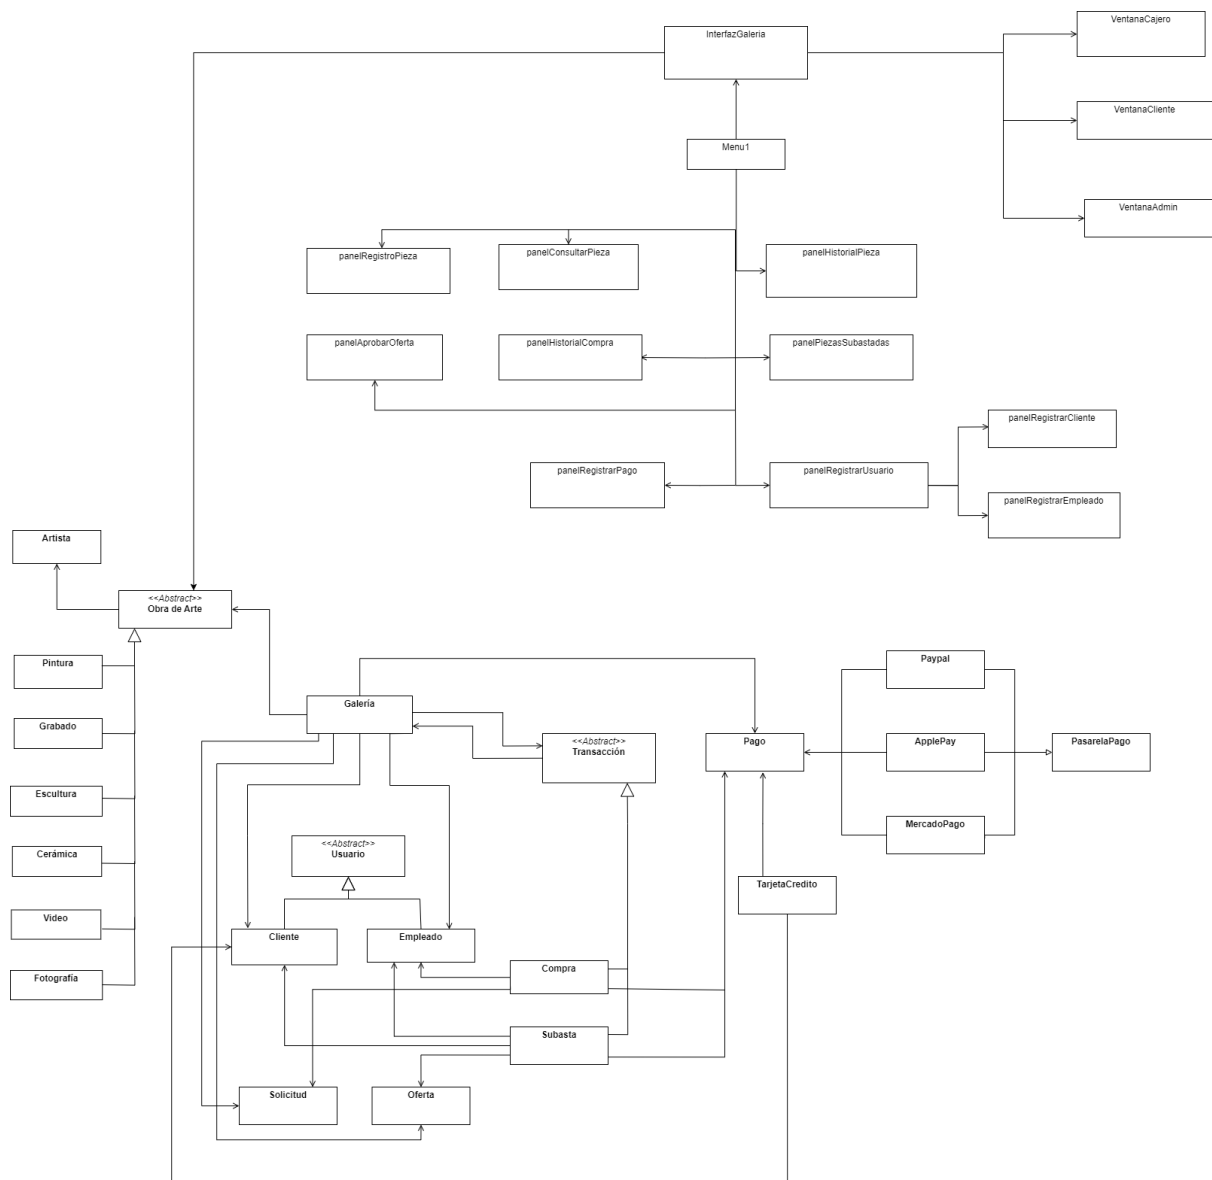 InterfazGaleria
VentanaCajero
VentanaCliente
Menu1
VentanaAdmin
panelRegistroPieza
panelConsultarPieza
panelHistorialPieza
panelAprobarOferta
panelHistorialCompra
panelPiezasSubastadas
panelRegistrarCliente
panelRegistrarPago
panelRegistrarUsuario
panelRegistrarEmpleado
Artista
<<Abstract>>
Obra de Arte
Pintura
Grabado
Escultura
Cerámica
Video
Fotografía
Galería
<<Abstract>>
Transacción
Pago
Paypal
ApplePay
MercadoPago
PasarelaPago
<<Abstract>>
Usuario
TarjetaCredito
Cliente
Empleado
Compra
Subasta
Solicitud
Oferta